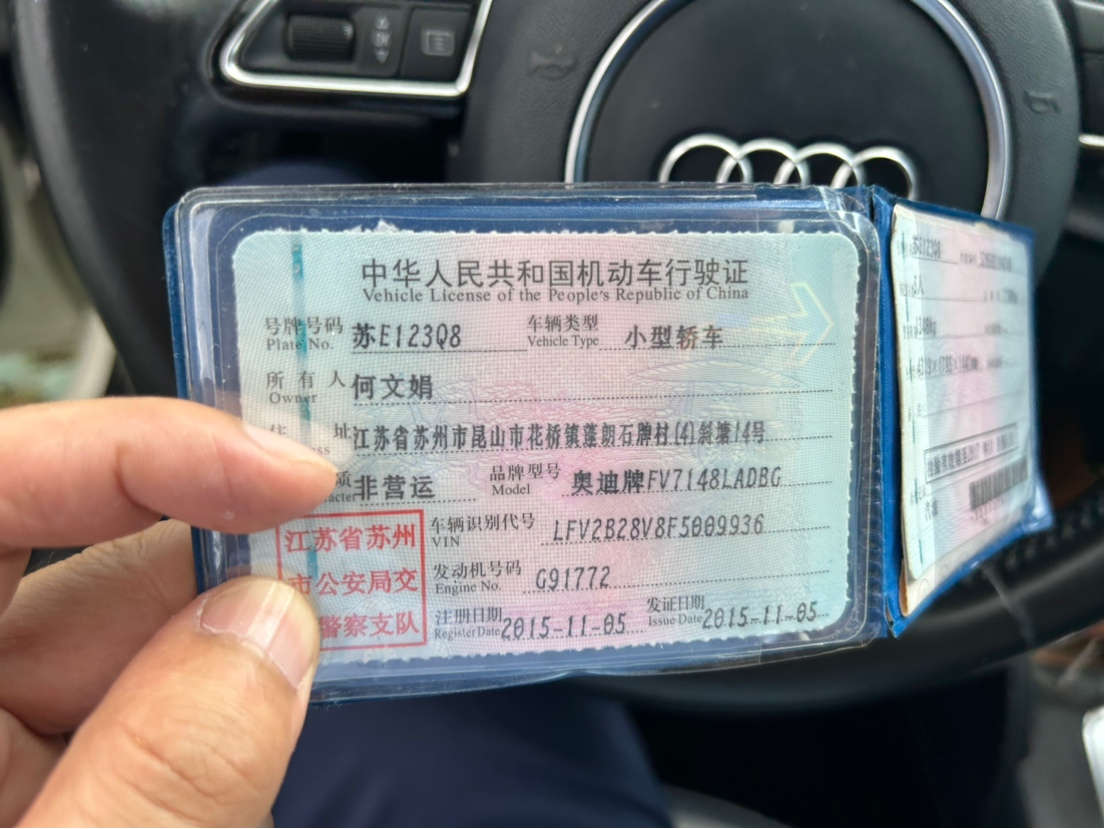 中华人民共和国机动车行驶证
Vehicle License of the People's Republic of China
号牌号码 苏E123Q8 车辆类型 小型轿车
Plate No. Vehicle Type
所有人 何文娟
Owner
住址 江苏省苏州市昆山市花桥镇蓬朗石牌村(4)斜塘14号
非营运 品牌型号 奥迪牌FV7148LADBG
Model
江苏省苏州 车辆识别代号 LFV2B28V8F5009936
VIN
市公安局交 发动机号码 G91772
Engine No.
警察支队 注册日期 2015-11-05 发证日期 2015-11-05
Register Date Issue Date